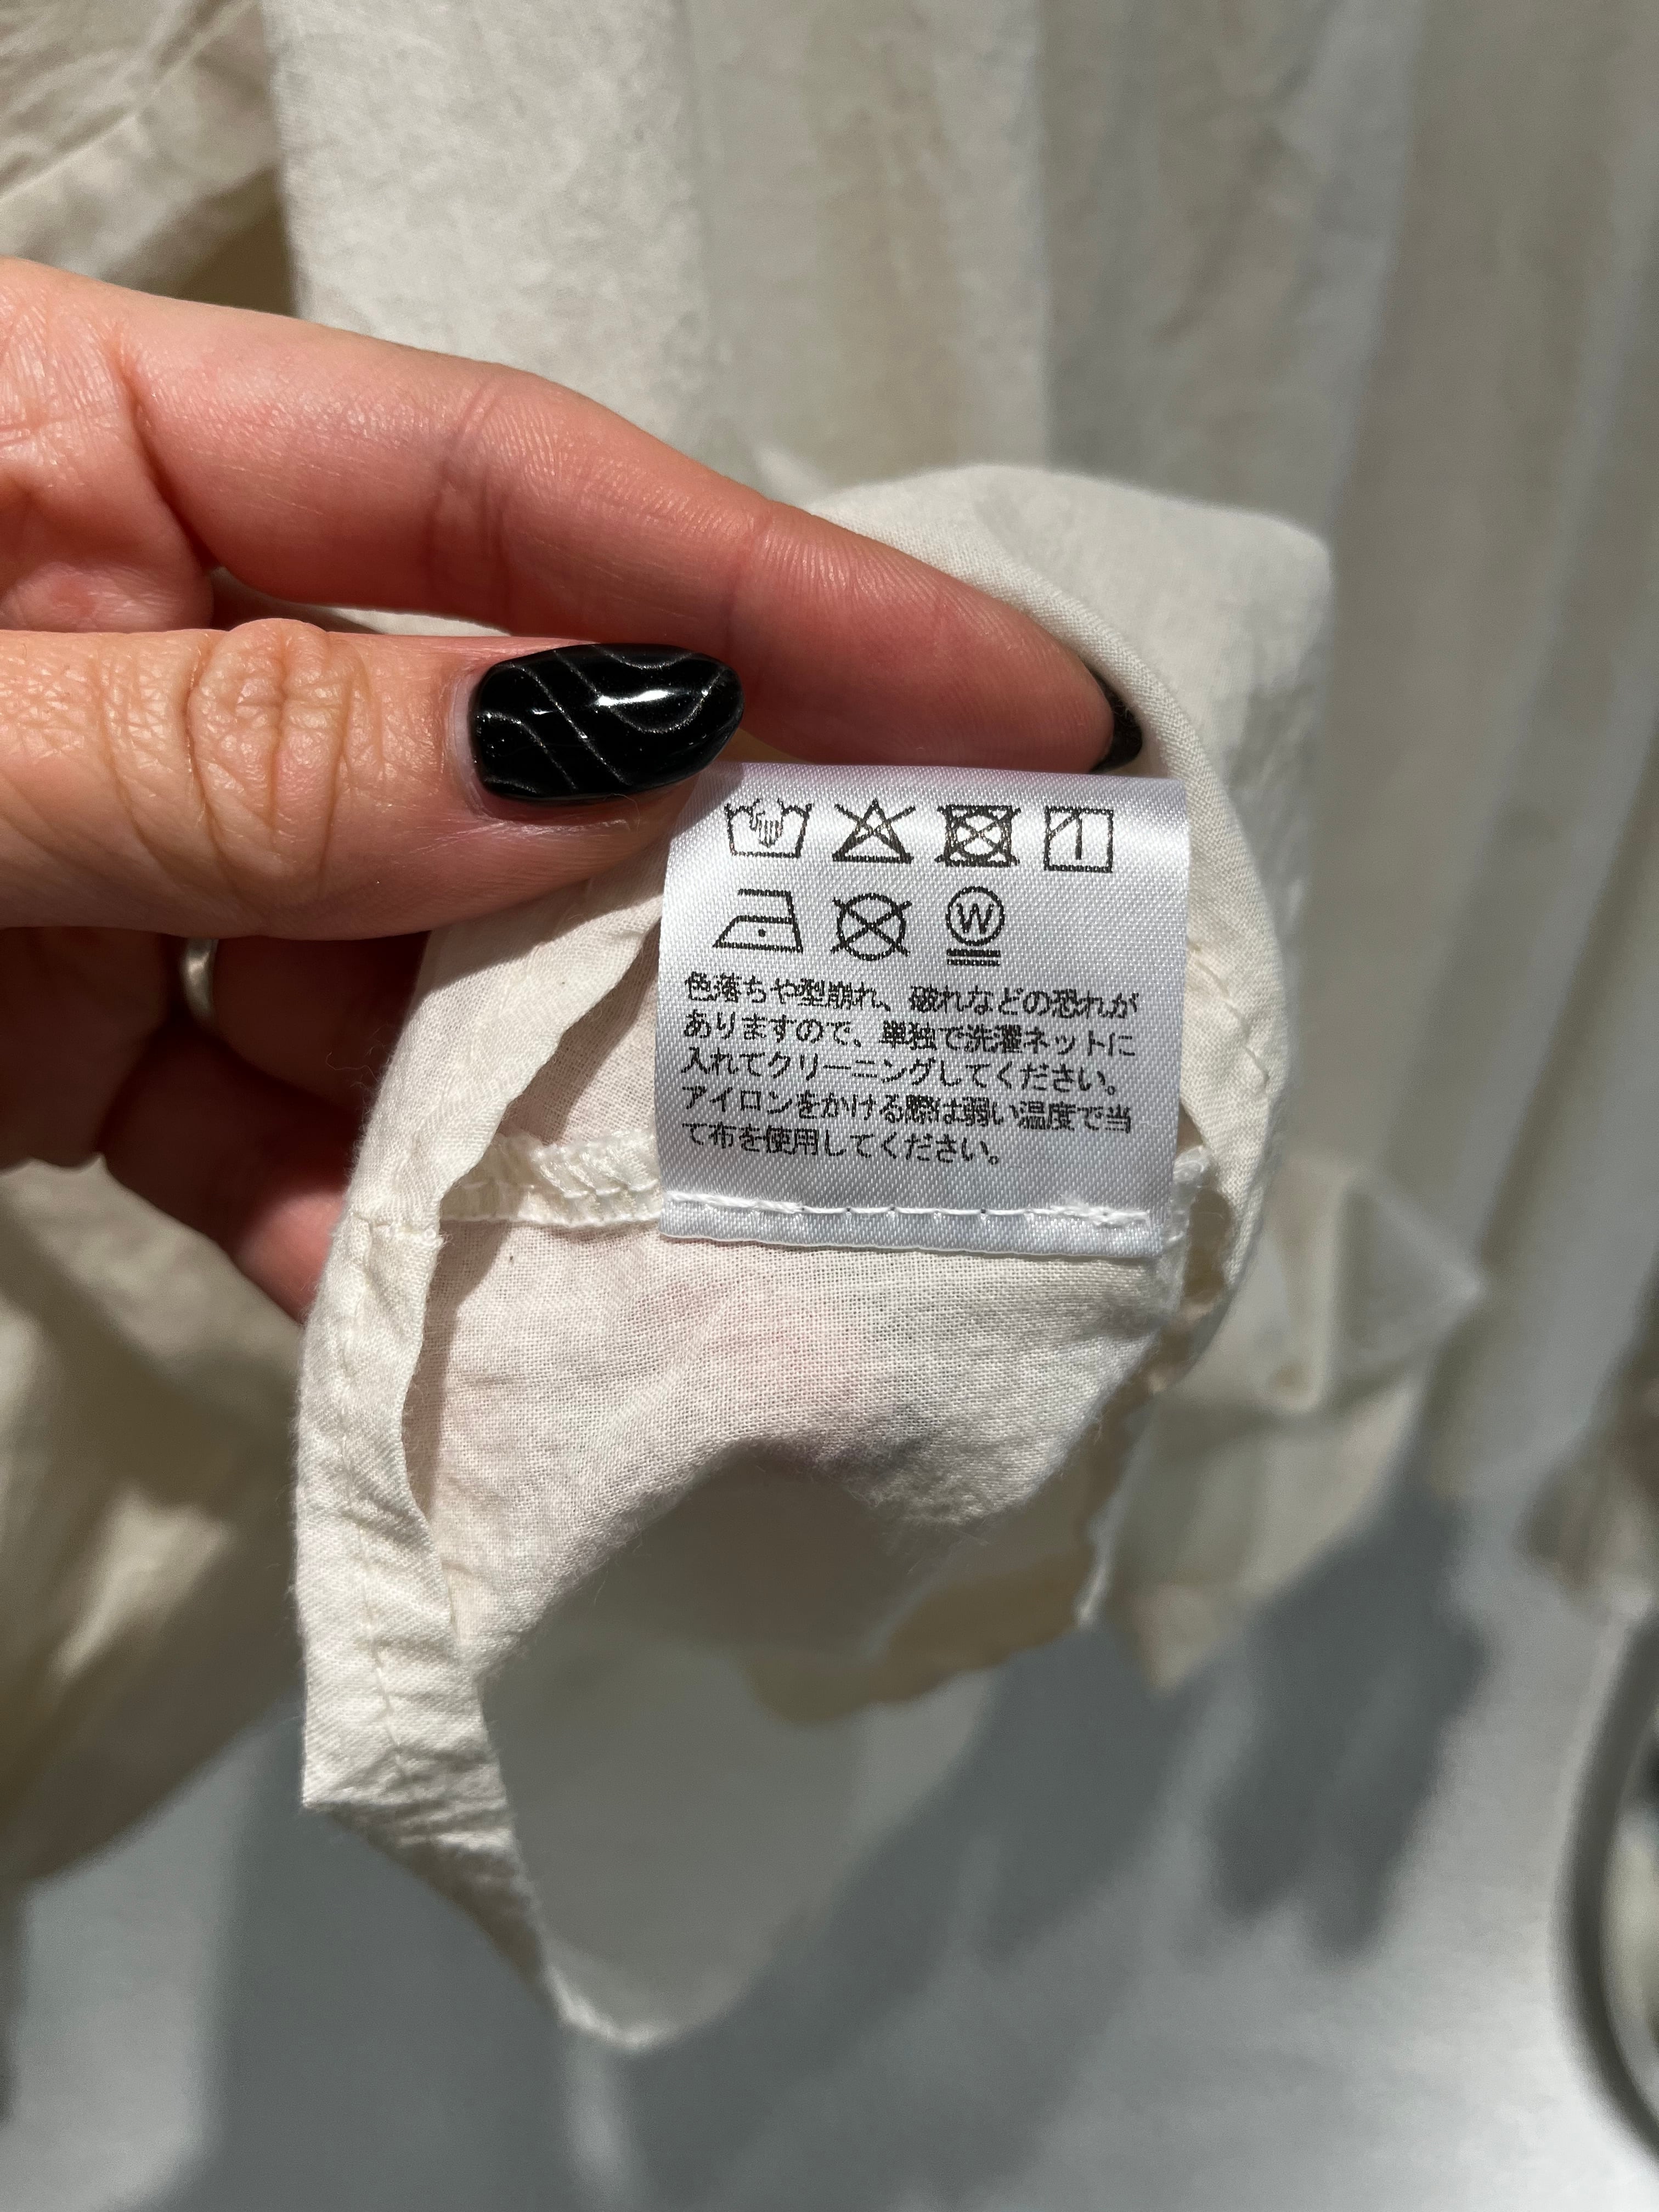 W
色落ちや型崩れ、破れなどの恐れが
ありますので、単独で洗濯ネットに
入れてクリーニングしてください。
アイロンをかける際は弱い温度で当
て布を使用してください。